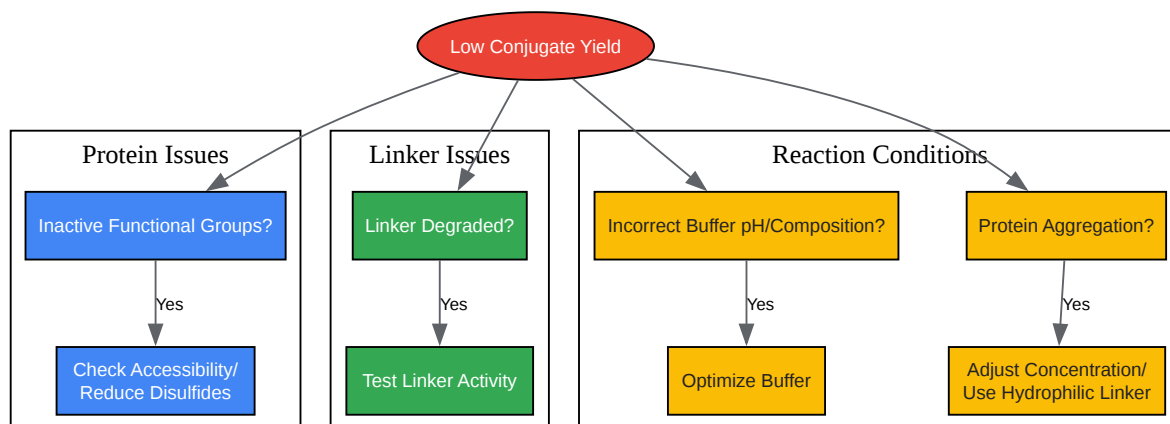 Low Conjugate Yield
Protein Issues
Linker Issues
Reaction Conditions
Inactive Functional Groups?
Linker Degraded?
Incorrect Buffer pH/Composition?
Protein Aggregation?
Yes
Yes
Yes
Yes
Check Accessibility/
Reduce Disulfides
Test Linker Activity
Optimize Buffer
Adjust Concentration/
Use Hydrophilic Linker